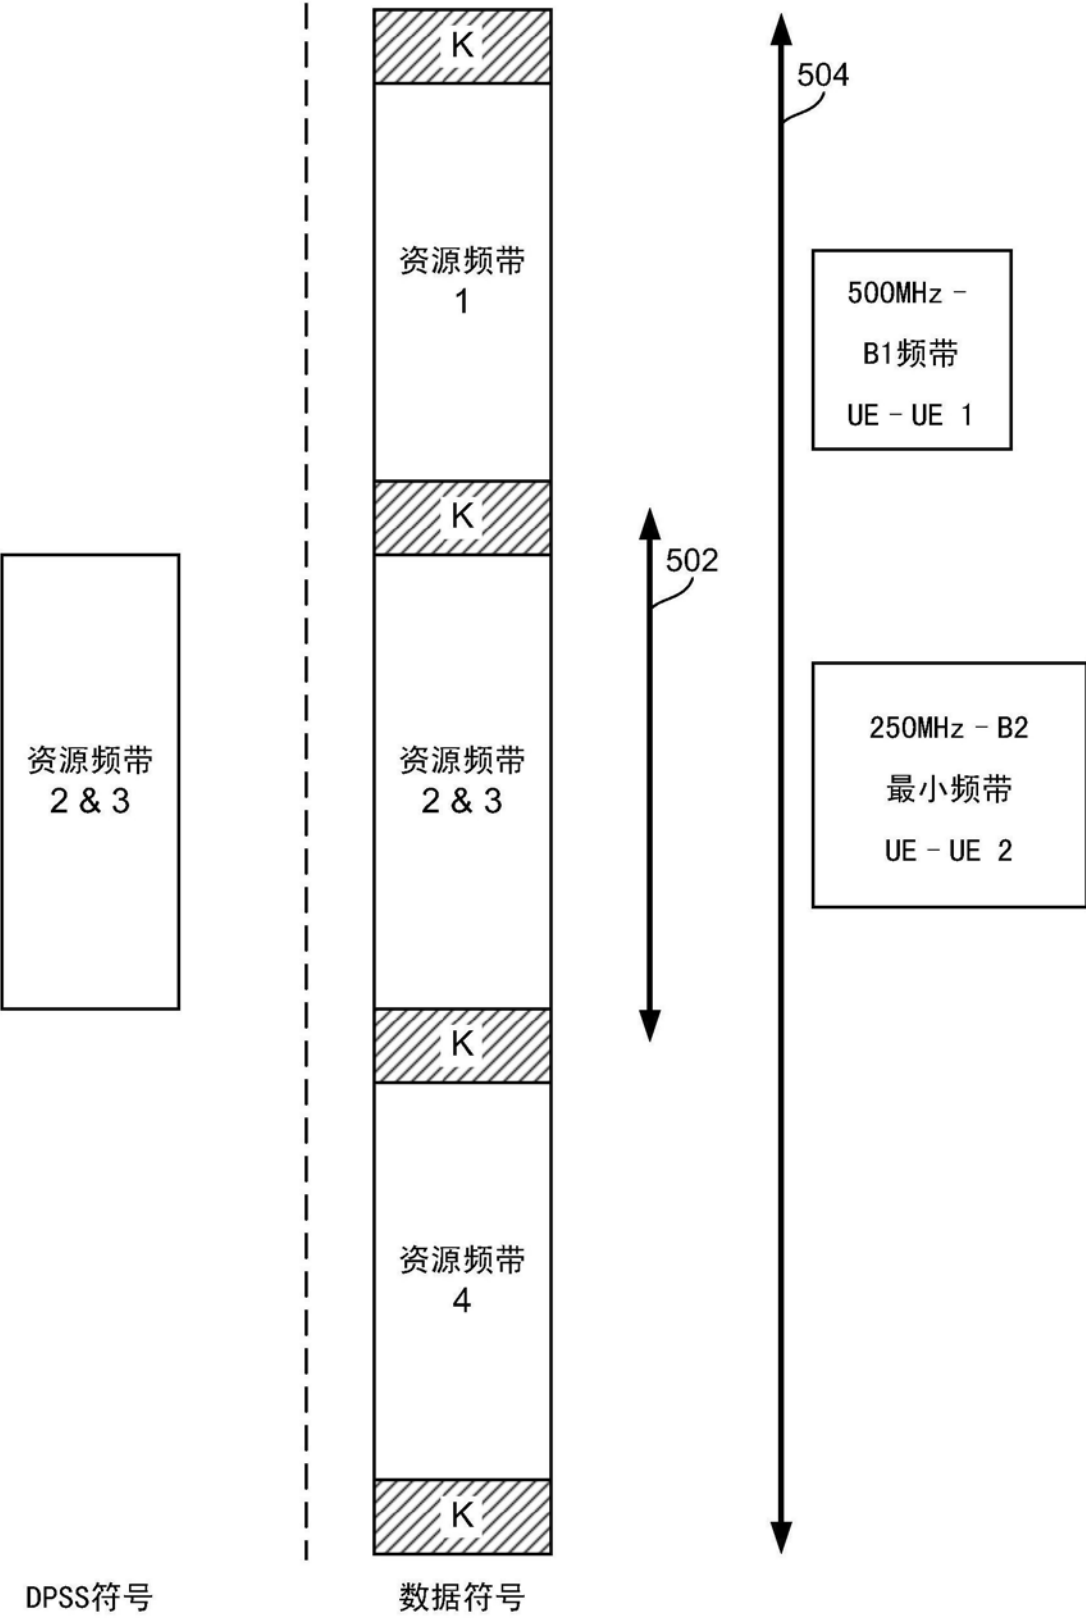 K
504
资源频带
1
500MHz -
B1频带
UE - UE 1
K
502
资源频带
2 & 3
资源频带
2 & 3
250MHz - B2
最小频带
UE - UE 2
K
资源频带
4
K
DPSS符号
数据符号